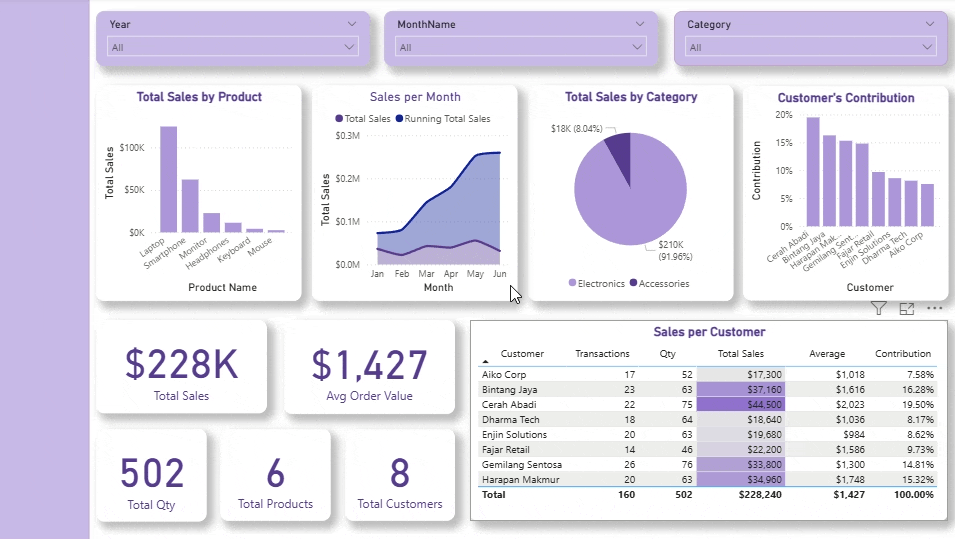 Year
All
MonthName
All
Category
All
Total Sales by Product
Total Sales
$100K
$50K
$0K
Laptop
Smartphone
Monitor
Headphones
Keyboard
Mouse
Product Name
Sales per Month
Total Sales Running Total Sales
Total Sales
$0.3M
$0.2M
$0.1M
$0.0M
Jan Feb Mar Apr May Jun
Month
Total Sales by Category
$18K (8.04%)
$210K
(91.96%)
Electronics Accessories
Customer's Contribution
Contribution
20%
15%
10%
5%
0%
Cerah Abadi
Bintang Jaya
Harapan Mak...
Gemilang Sent...
Fajar Retail
Enjin Solutions
Dharma Tech
Aiko Corp
Customer
$228K
Total Sales
$1,427
Avg Order Value
502
Total Qty
6
Total Products
8
Total Customers
Sales per Customer
Customer Transactions Qty Total Sales Average Contribution
Aiko Corp 17 52 $17,300 $1,018 7.58%
Bintang Jaya 23 63 $37,160 $1,616 16.28%
Cerah Abadi 22 75 $44,500 $2,023 19.50%
Dharma Tech 18 64 $18,640 $1,036 8.17%
Enjin Solutions 20 63 $19,680 $984 8.62%
Fajar Retail 14 46 $22,200 $1,586 9.73%
Gemilang Sentosa 26 76 $33,800 $1,300 14.81%
Harapan Makmur 20 63 $34,960 $1,748 15.32%
Total 160 502 $228,240 $1,427 100.00%